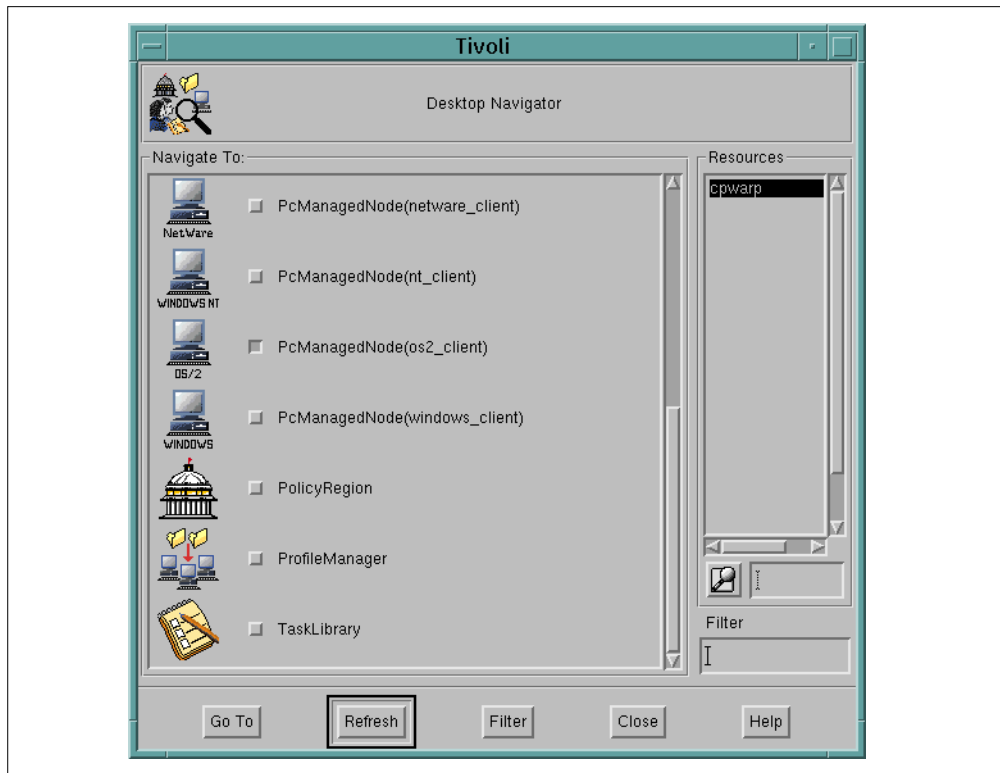 Tivoli
Desktop Navigator
Navigate To:
NetWare
PcManagedNode(netware_client)
WINDOWS NT
PcManagedNode(nt_client)
OS/2
PcManagedNode(os2_client)
WINDOWS
PcManagedNode(windows_client)
PolicyRegion
ProfileManager
TaskLibrary
Resources
cpwarp
Filter
Go To
Refresh
Filter
Close
Help